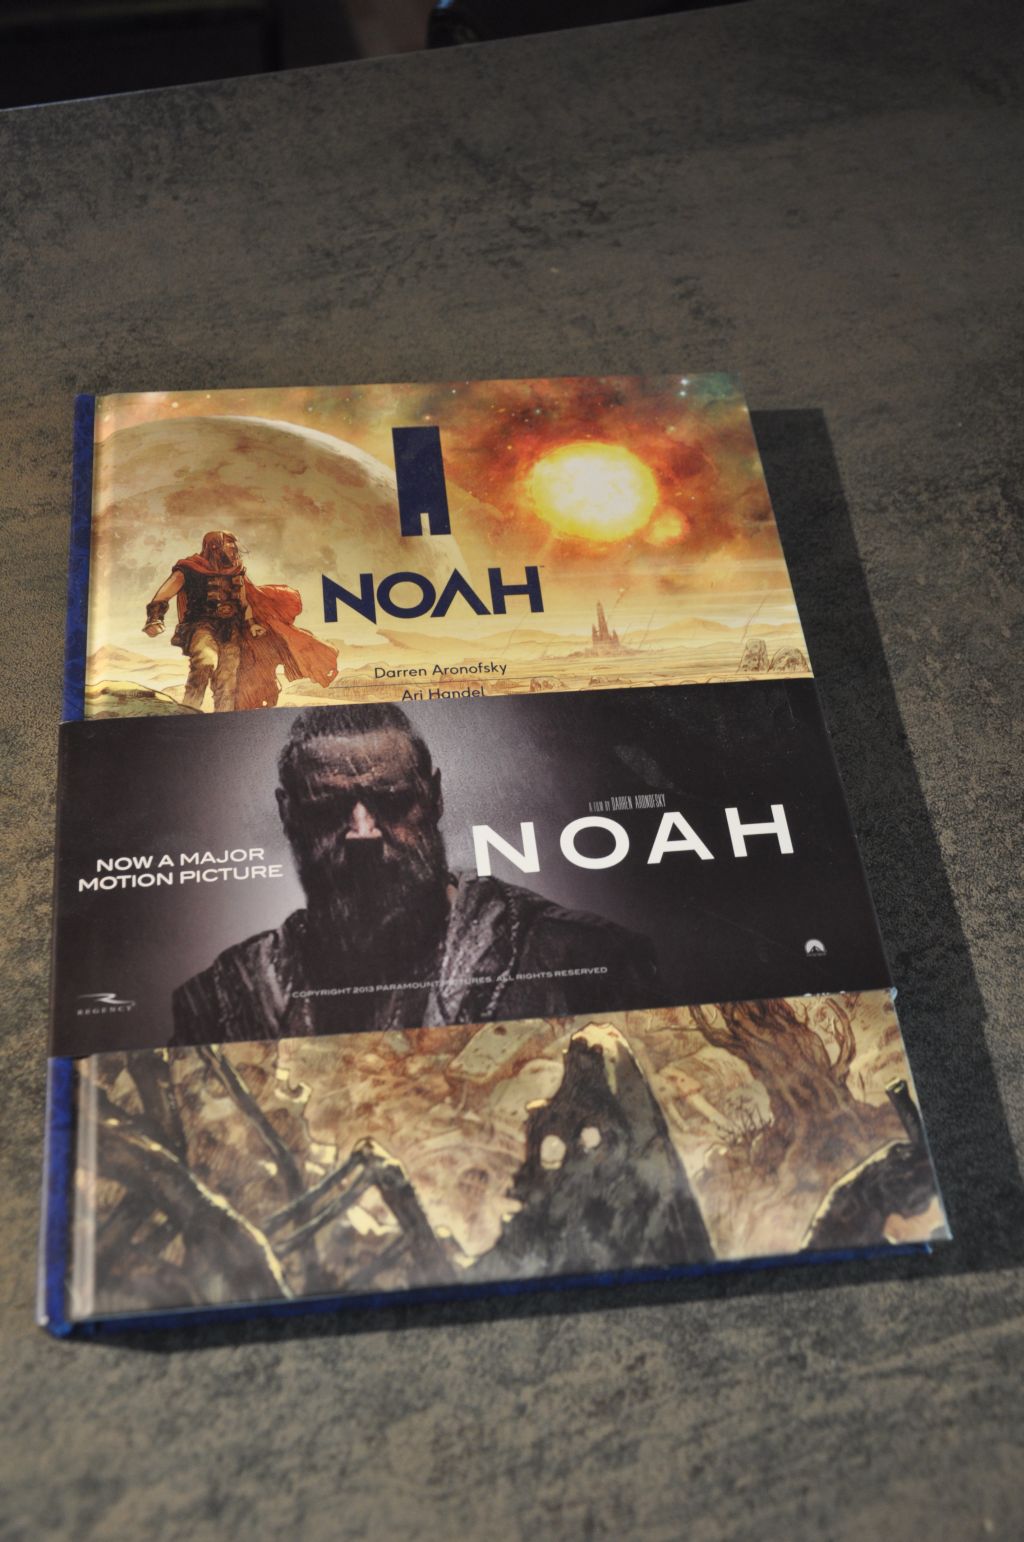 NOAH™
Darren Aronofsky
Ari Handel
A FILM BY DARREN ARONOFSKY
NOAH
NOW A MAJOR
MOTION PICTURE
COPYRIGHT 2013 PARAMOUNT PICTURES. ALL RIGHTS RESERVED
REGENCY